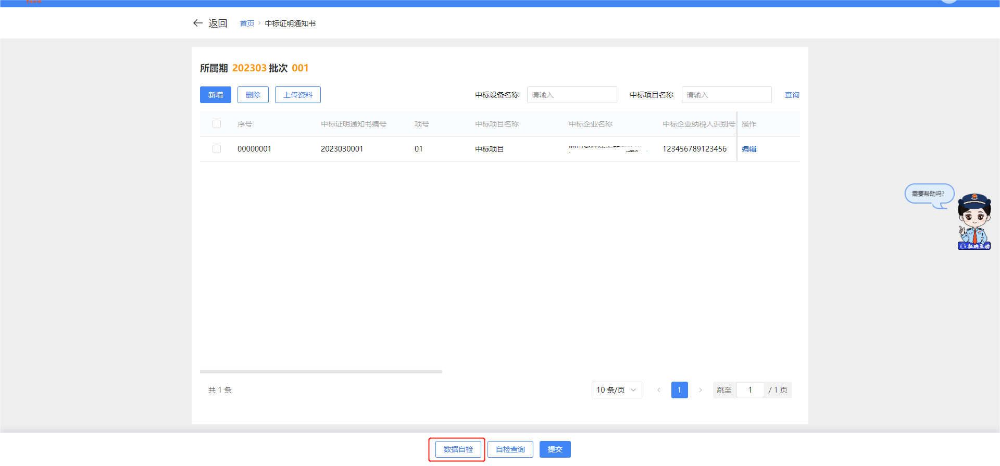 返回 首页 > 中标证明通知书
所属期 202303 批次 001
新增 删除 上传资料 中标设备名称 请输入 中标项目名称 请输入 查询
序号 中标证明通知书编号 项号 中标项目名称 中标企业名称 中标企业纳税人识别号 操作
00000001 2023030001 01 中标项目 123456789123456 编辑
需要帮助吗?
征纳互动
共 1 条 10 条/页 < 1 > 跳至 1 / 1 页
数据自检 自检查询 提交